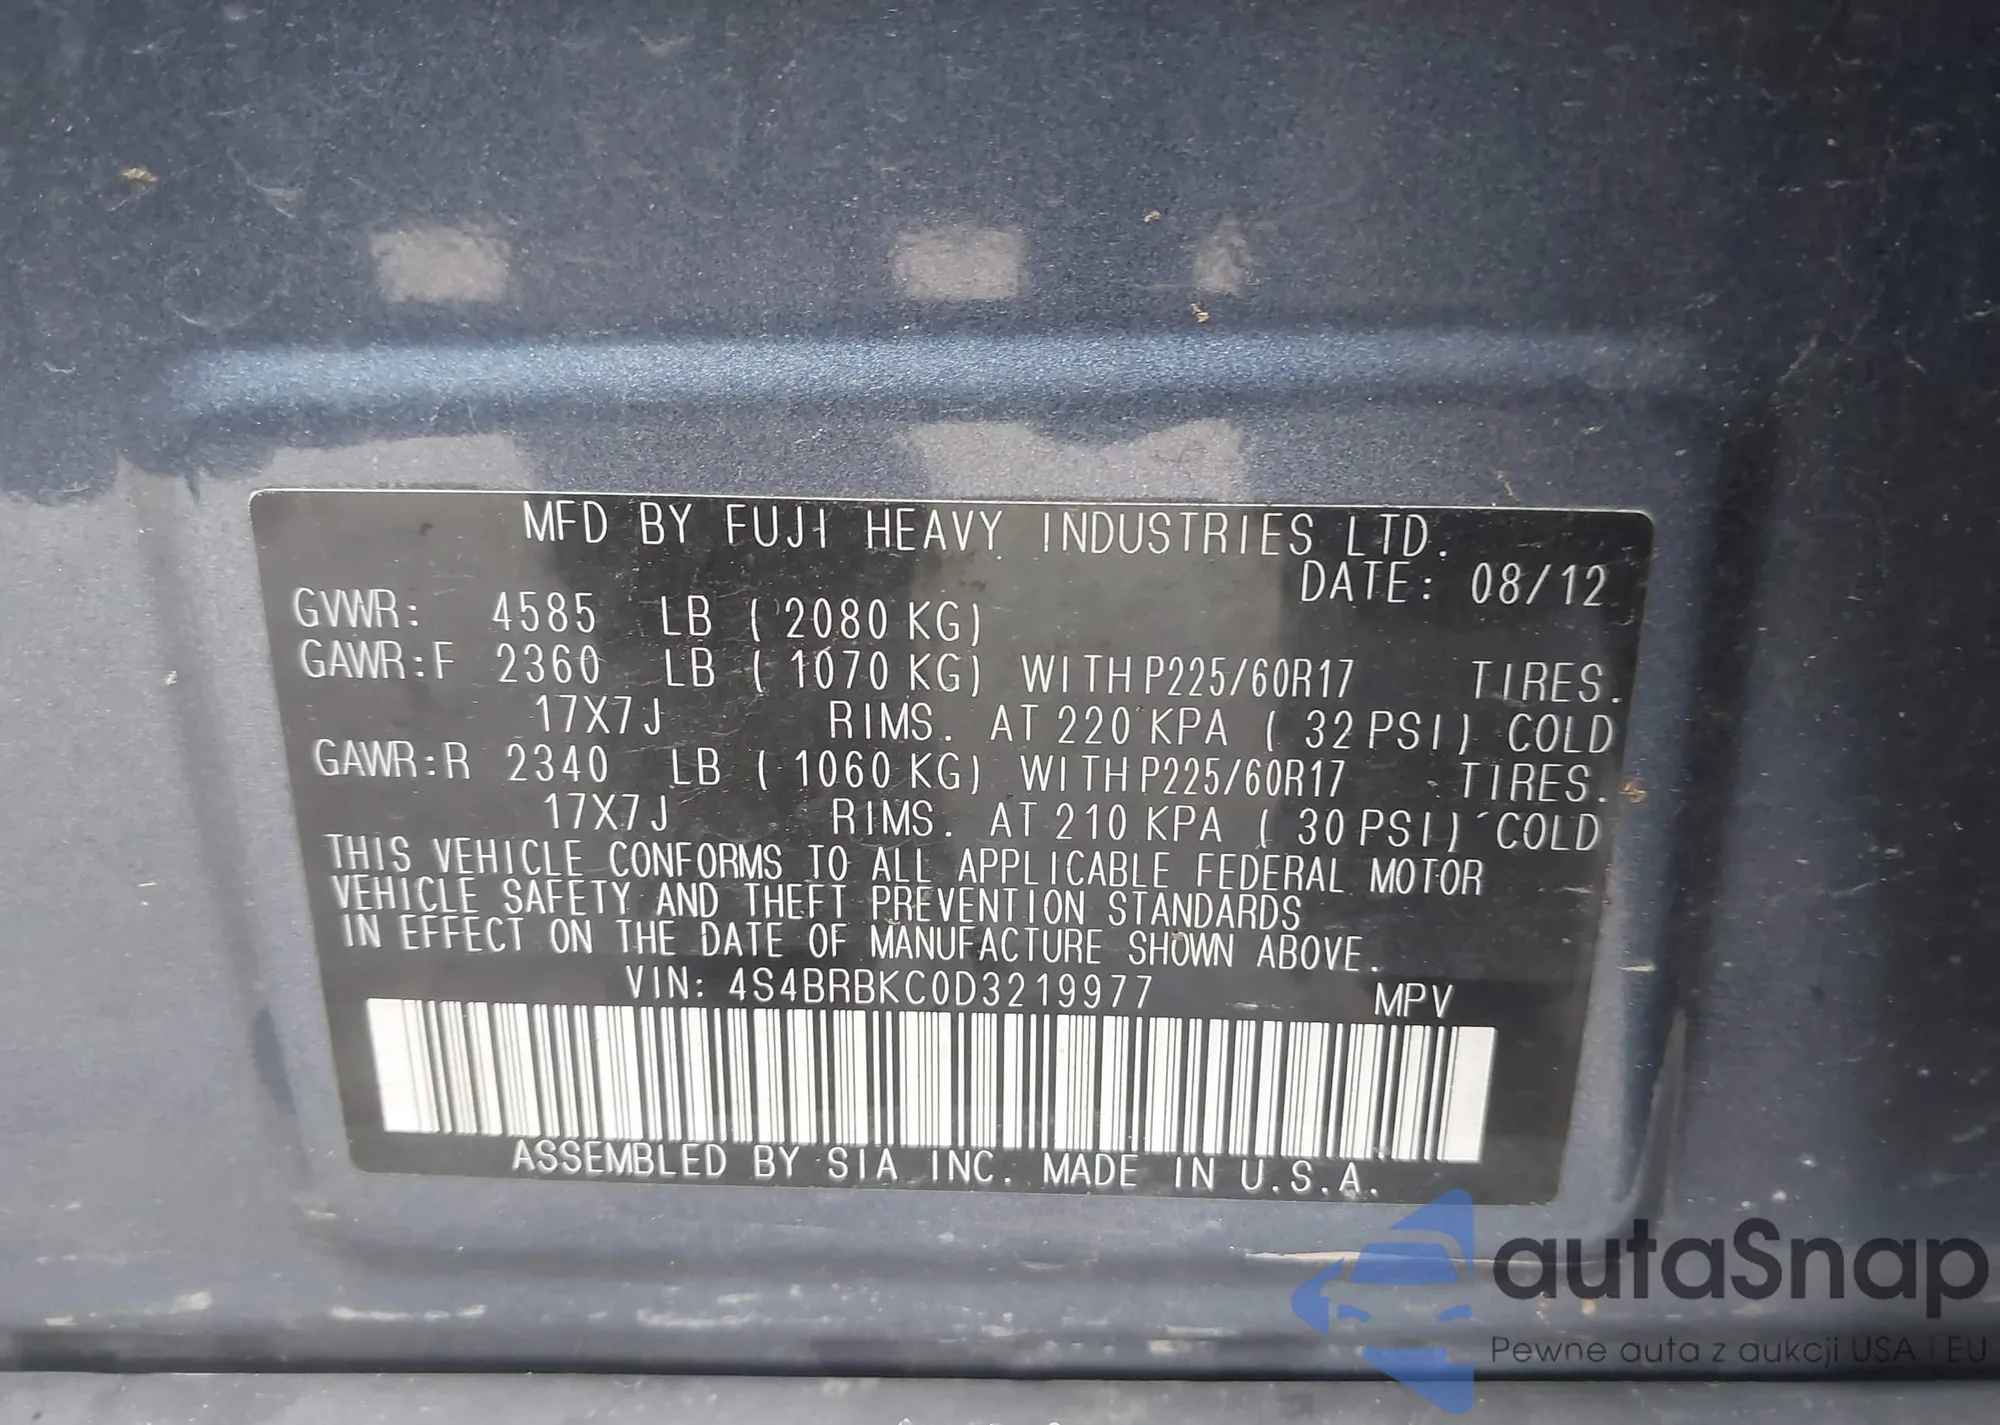 MFD BY FUJI HEAVY INDUSTRIES LTD.
DATE: 08/12
GVWR: 4585 LB (2080 KG)
GAWR:F 2360 LB (1070 KG) WITH P225/60R17 TIRES.
17X7J RIMS. AT 220 KPA (32 PSI) COLD
GAWR:R 2340 LB (1060 KG) WITH P225/60R17 TIRES.
17X7J RIMS. AT 210 KPA (30 PSI) COLD
THIS VEHICLE CONFORMS TO ALL APPLICABLE FEDERAL MOTOR
VEHICLE SAFETY AND THEFT PREVENTION STANDARDS
IN EFFECT ON THE DATE OF MANUFACTURE SHOWN ABOVE.
VIN: 4S4BRBKC0D3219977 MPV
ASSEMBLED BY SIA INC. MADE IN U.S.A.
autaSnap
Pewne auta z aukcji USA i EU